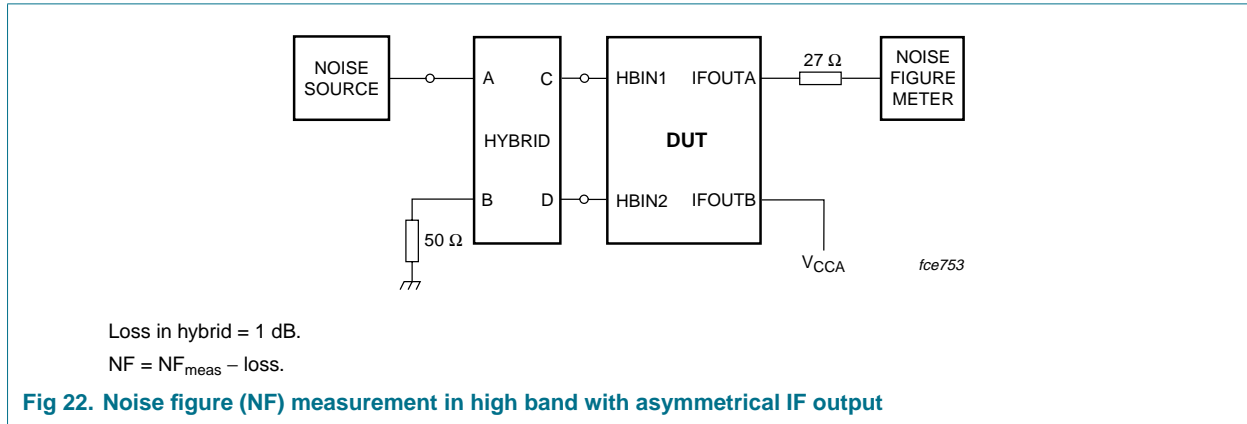 NOISE
SOURCE
A
C
HYBRID
B
D
50 Ω
HBIN1
IFOUTA
DUT
HBIN2
IFOUTB
27 Ω
NOISE
FIGURE
METER
VCCA
fce753
Loss in hybrid = 1 dB.
NF = NFmeas − loss.
Fig 22. Noise figure (NF) measurement in high band with asymmetrical IF output